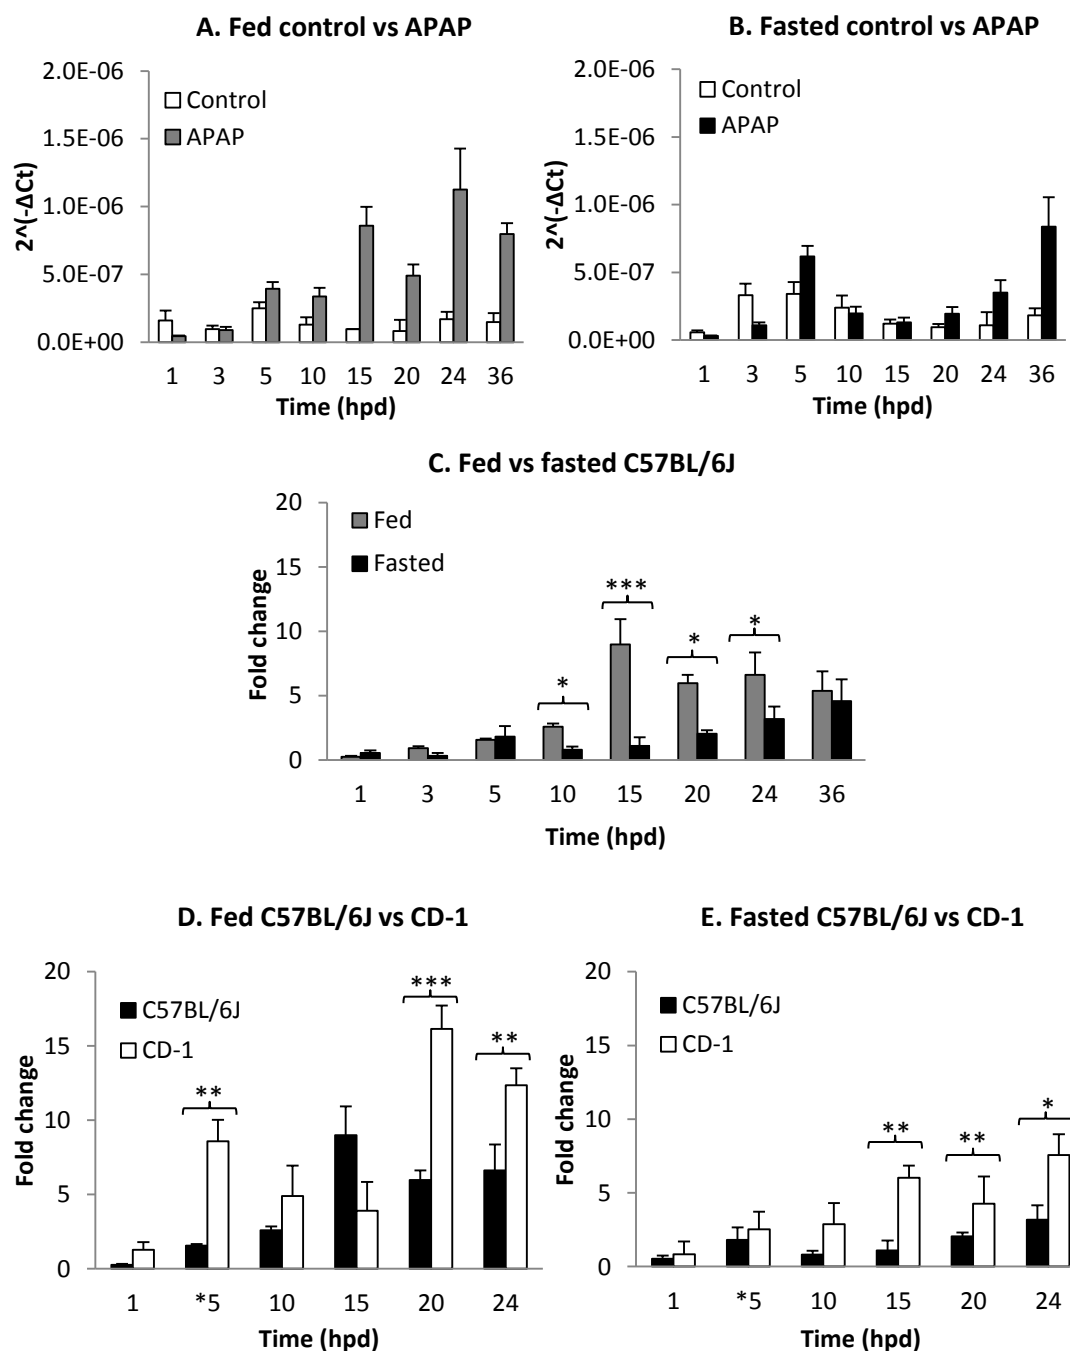 A. Fed control vs APAP
2^(-ΔCt)
2.0E-06
1.5E-06
1.0E-06
5.0E-07
0.0E+00
Control
APAP
1 3 5 10 15 20 24 36
Time (hpd)
B. Fasted control vs APAP
2^(-ΔCt)
2.0E-06
1.5E-06
1.0E-06
5.0E-07
0.0E+00
Control
APAP
1 3 5 10 15 20 24 36
Time (hpd)
C. Fed vs fasted C57BL/6J
Fold change
20
15
10
5
0
Fed
Fasted
*
***
*
*
1 3 5 10 15 20 24 36
Time (hpd)
D. Fed C57BL/6J vs CD-1
Fold change
20
15
10
5
0
C57BL/6J
CD-1
**
***
**
1 *5 10 15 20 24
Time (hpd)
E. Fasted C57BL/6J vs CD-1
Fold change
20
15
10
5
0
C57BL/6J
CD-1
**
**
*
1 *5 10 15 20 24
Time (hpd)